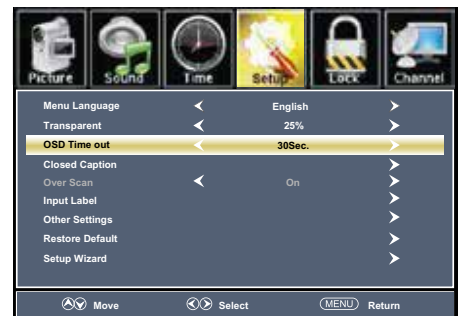 Picture Sound Time Setup Lock Channel
Menu Language English
Transparent 25%
OSD Time out 30Sec.
Closed Caption
Over Scan On
Input Label
Other Settings
Restore Default
Setup Wizard
Move Select MENU Return